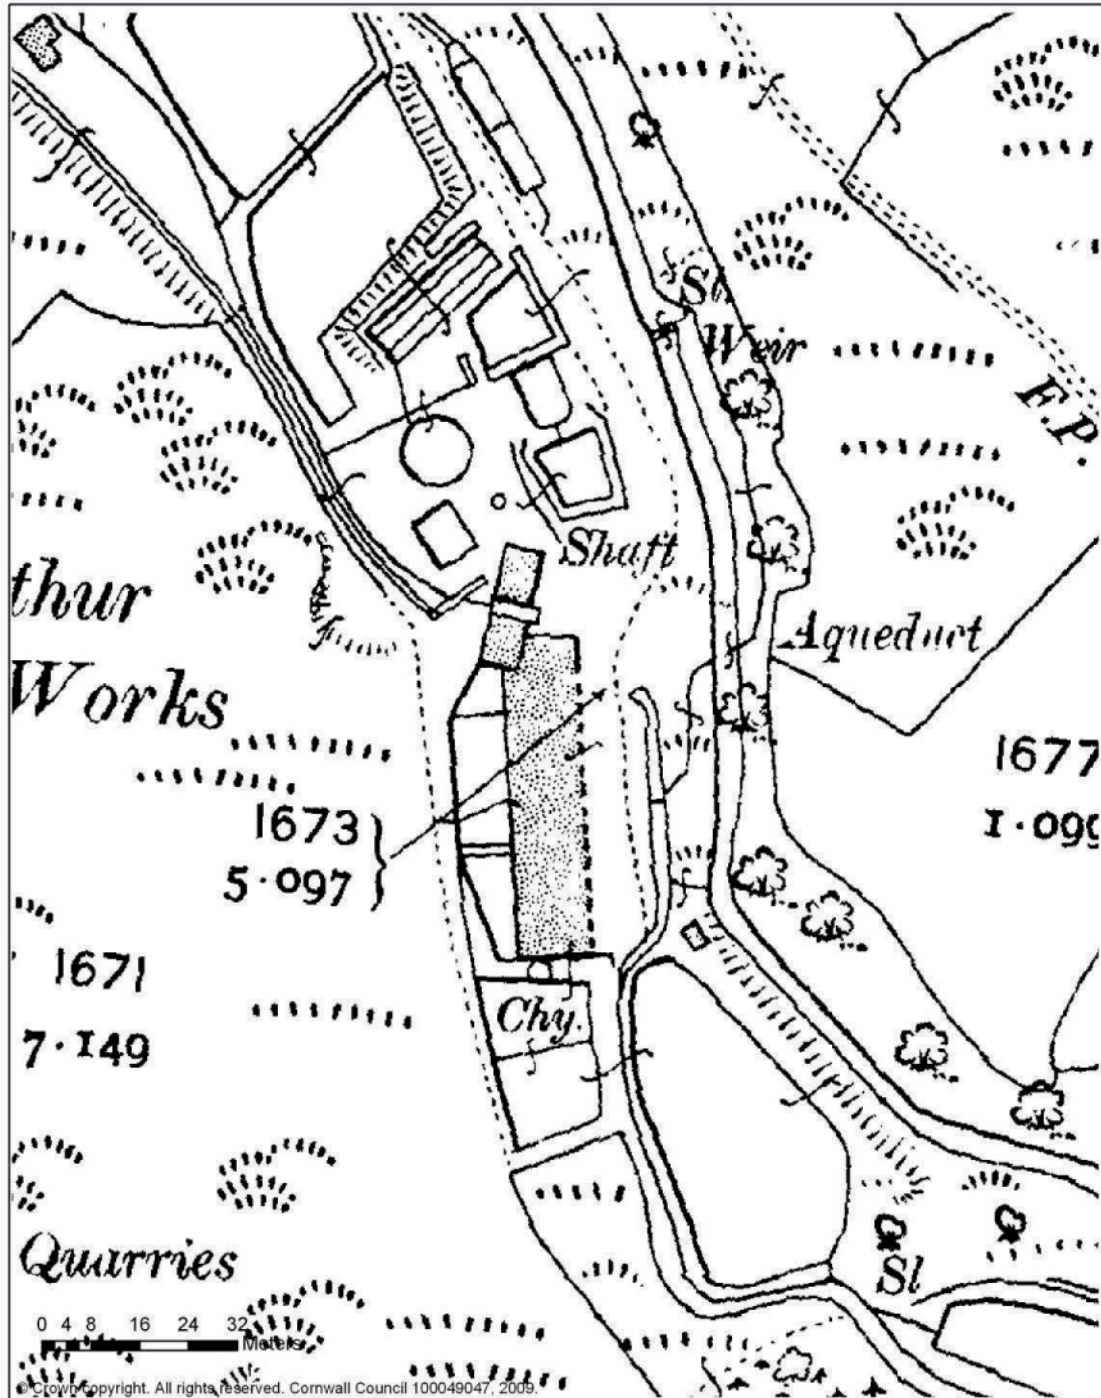 Sl
Weir
F.P.
Shaft
thur
Aqueduct
Works
1677
1·099
1673
5·097
1671
7·149
Chy.
Quarries
Sl
0 4 8 16 24 32
Meters
© Crown copyright. All rights reserved. Cornwall Council 100049047, 2009.